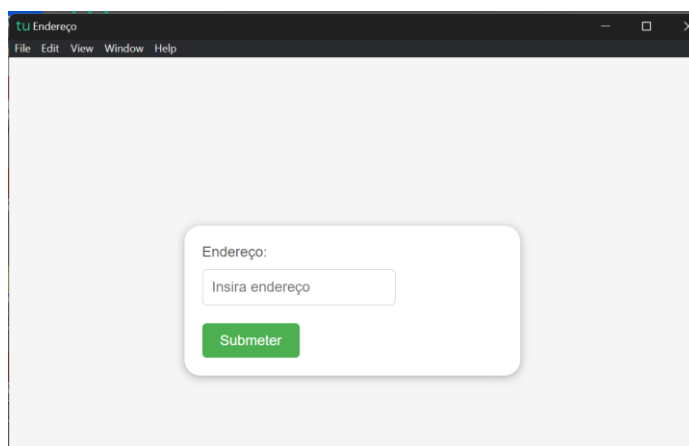 tu Endereço
File Edit View Window Help
Endereço:
Insira endereço
Submeter